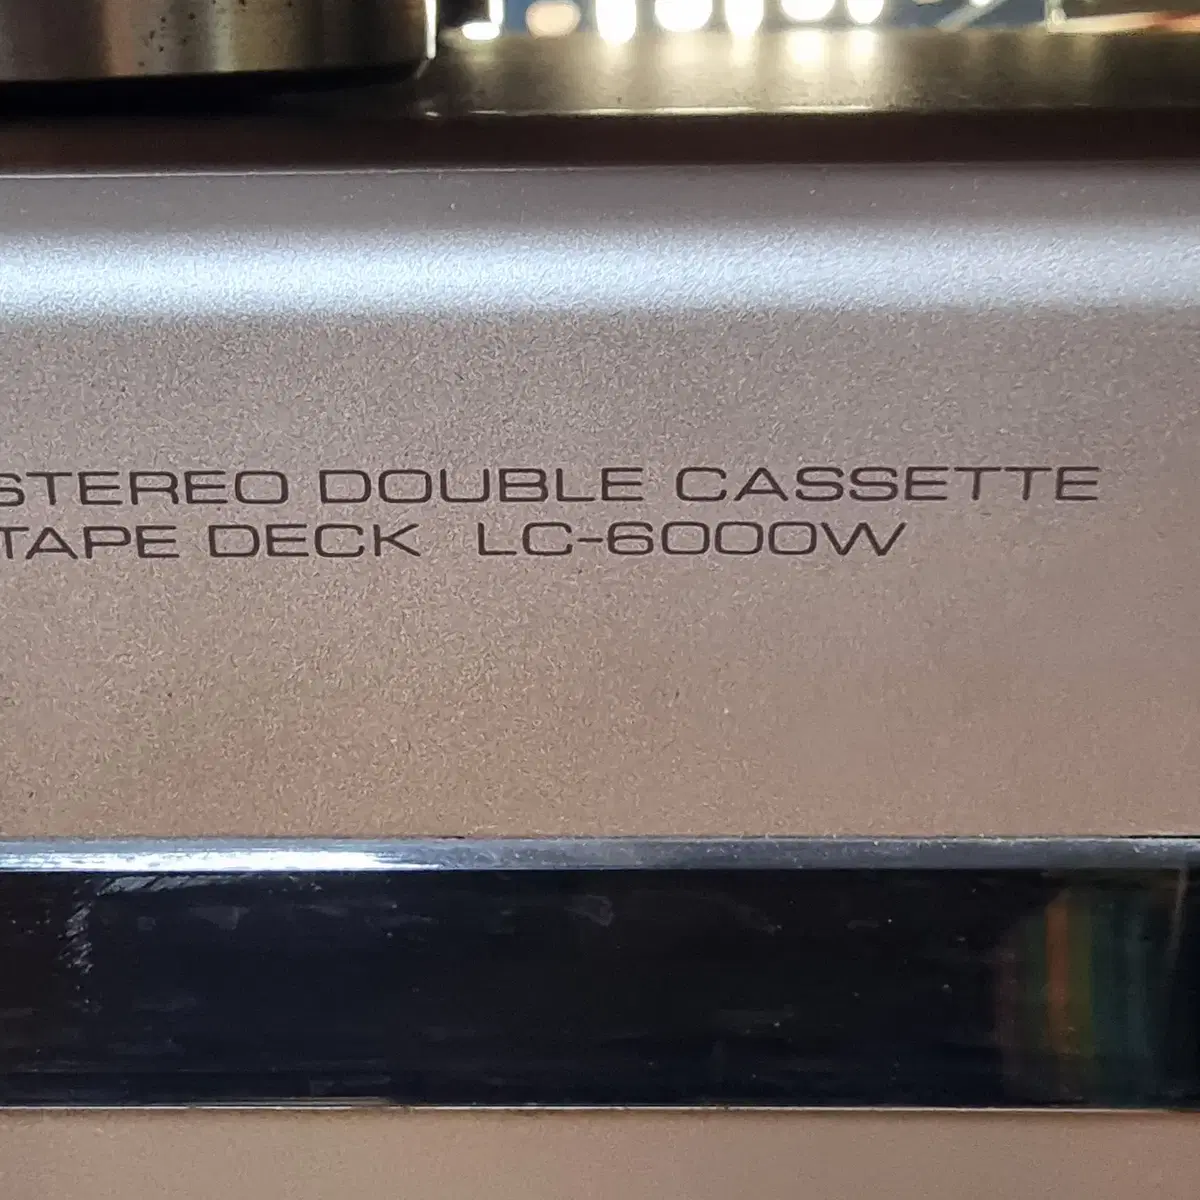 STEREO DOUBLE CASSETTE
TAPE DECK LC-6000W